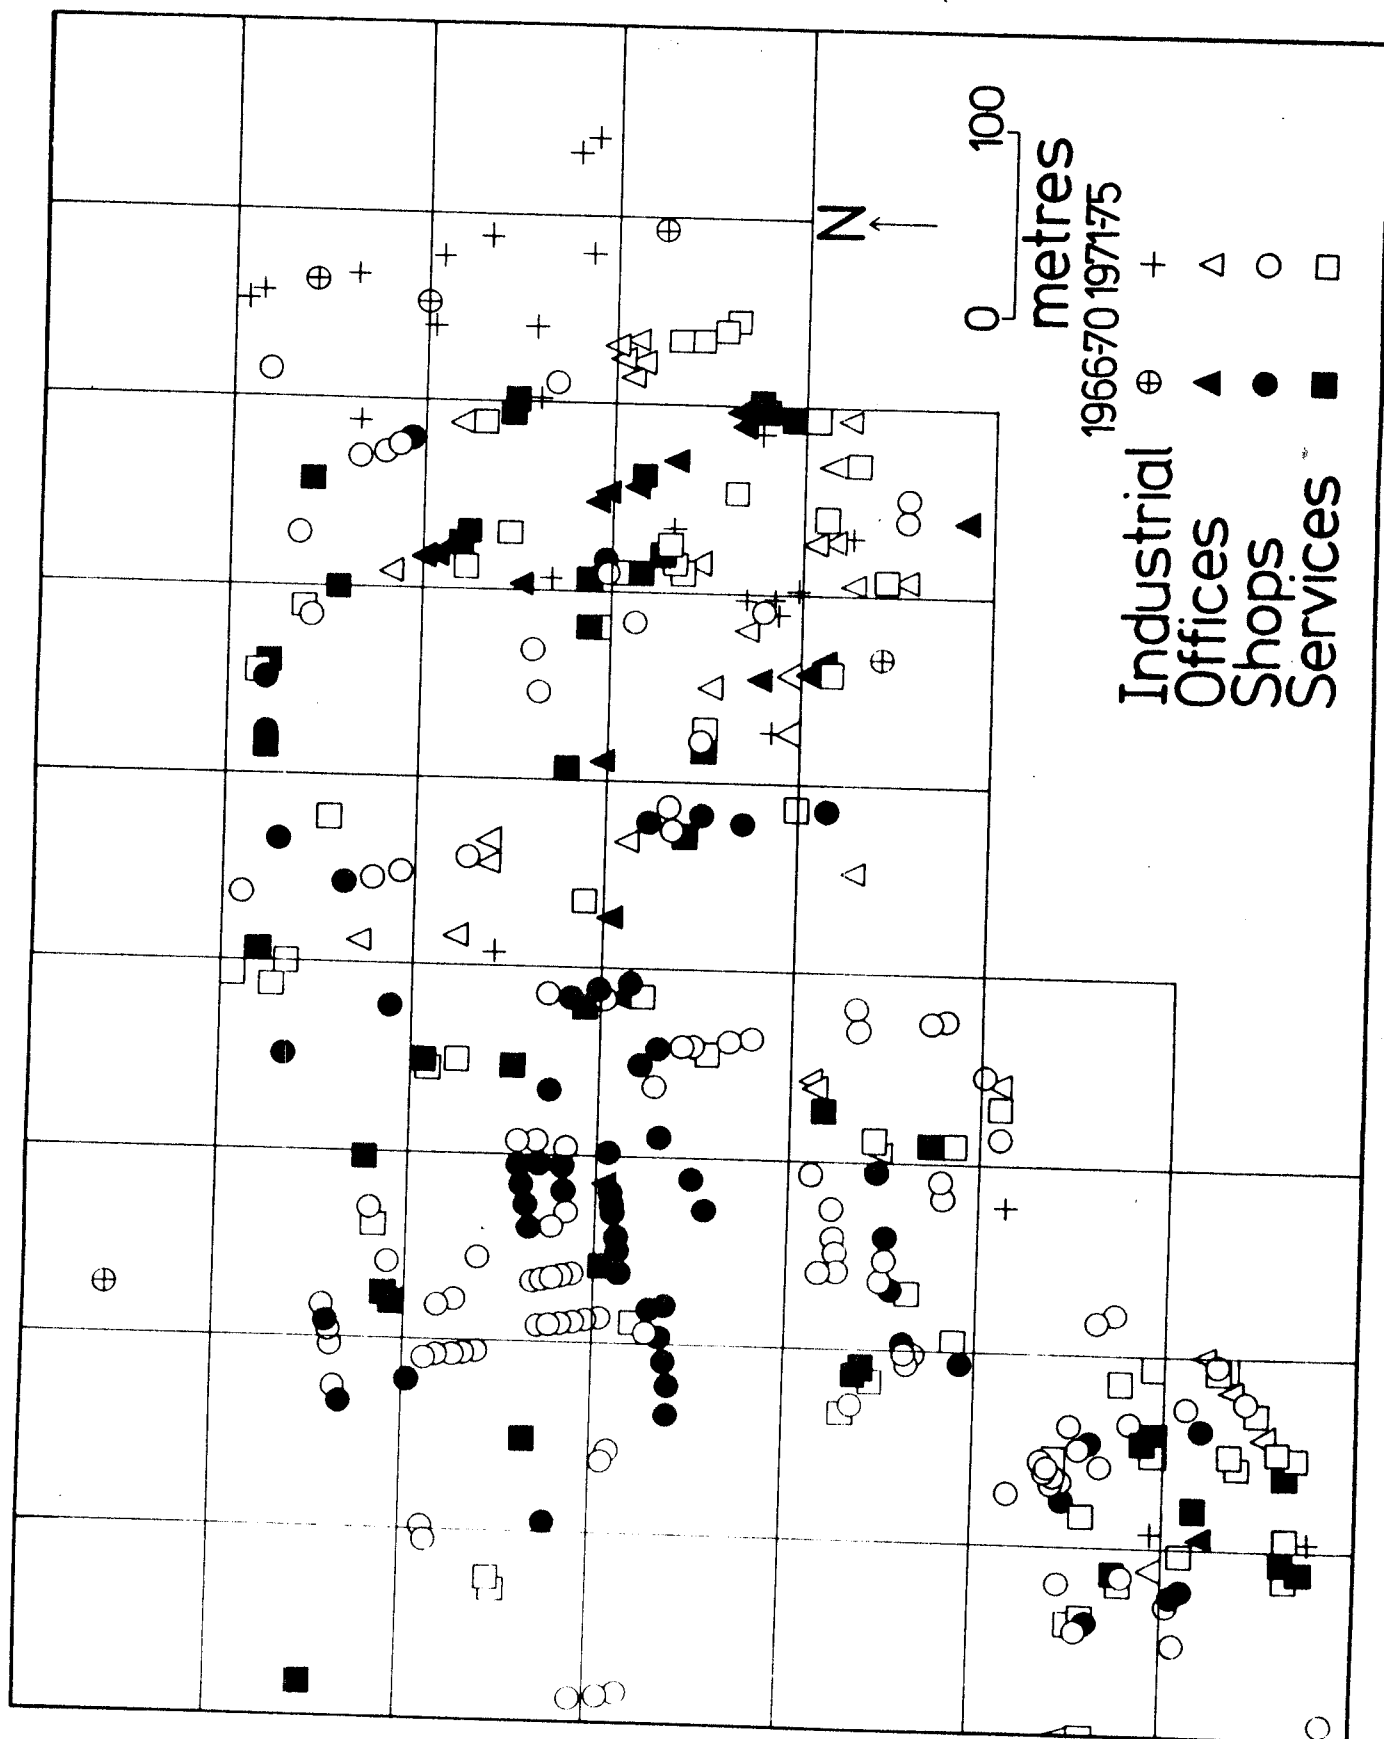 N
0 100
metres
1966-70 1971-75
Industrial
Offices
Shops
Services